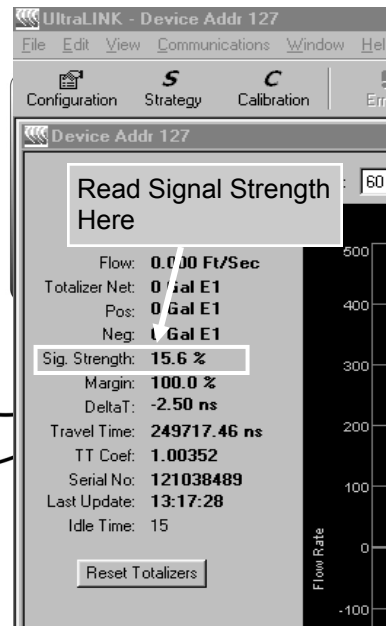 UltraLINK - Device Addr 127
File Edit View Communications Window Hel
Configuration Strategy Calibration Err
Device Addr 127
Read Signal Strength : 60
Here
Flow: 0.000 Ft/Sec
Totalizer Net: 0 Gal E1
Pos: 0 Gal E1
Neg: 0 Gal E1
Sig. Strength: 15.6 %
Margin: 100.0 %
DeltaT: -2.50 ns
Travel Time: 249717.46 ns
TT Coef: 1.00352
Serial No: 121038489
Last Update: 13:17:28
Idle Time: 15
Reset Totalizers
500
400
300
200
100
0
-100
Flow Rate